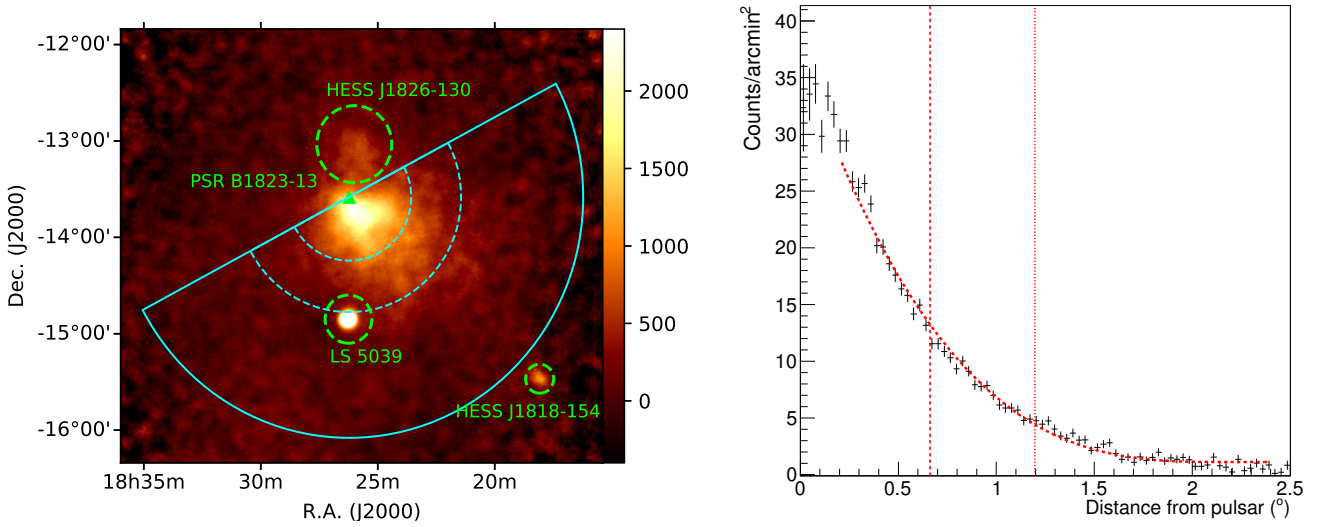 -12°00'
-13°00'
-14°00'
-15°00'
-16°00'
Dec. (J2000)
18h35m
30m
25m
20m
R.A. (J2000)
HESS J1826-130
PSR B1823-13
LS 5039
HESS J1818-154
2000
1500
1000
500
0
Counts/arcmin²
40
35
30
25
20
15
10
5
0
0
0.5
1
1.5
2
2.5
Distance from pulsar (°)